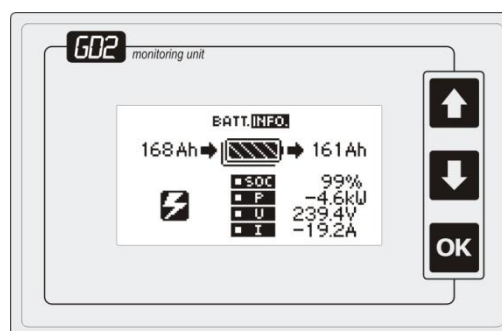 GD2 monitoring unit
BATT.INFO.
168Ah 161Ah
SOC 99%
P -4.6kW
U 239.4V
I -19.2A
OK